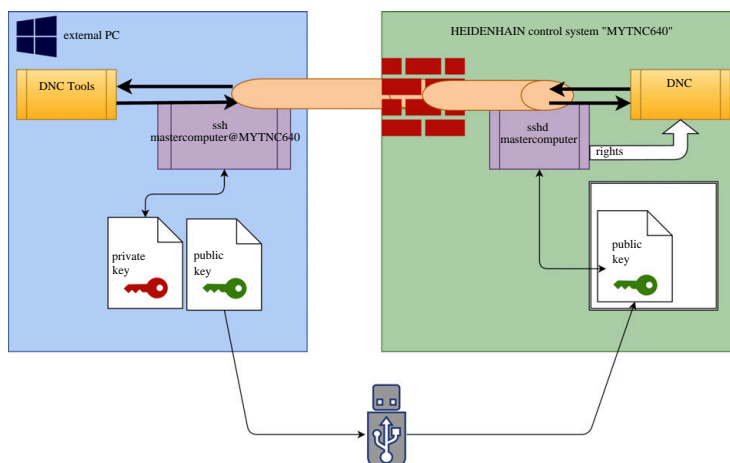 external PC
HEIDENHAIN control system "MYTNC640"
DNC Tools
DNC
ssh
mastercomputer@MYTNC640
sshd
mastercomputer
rights
private
key
public
key
public
key